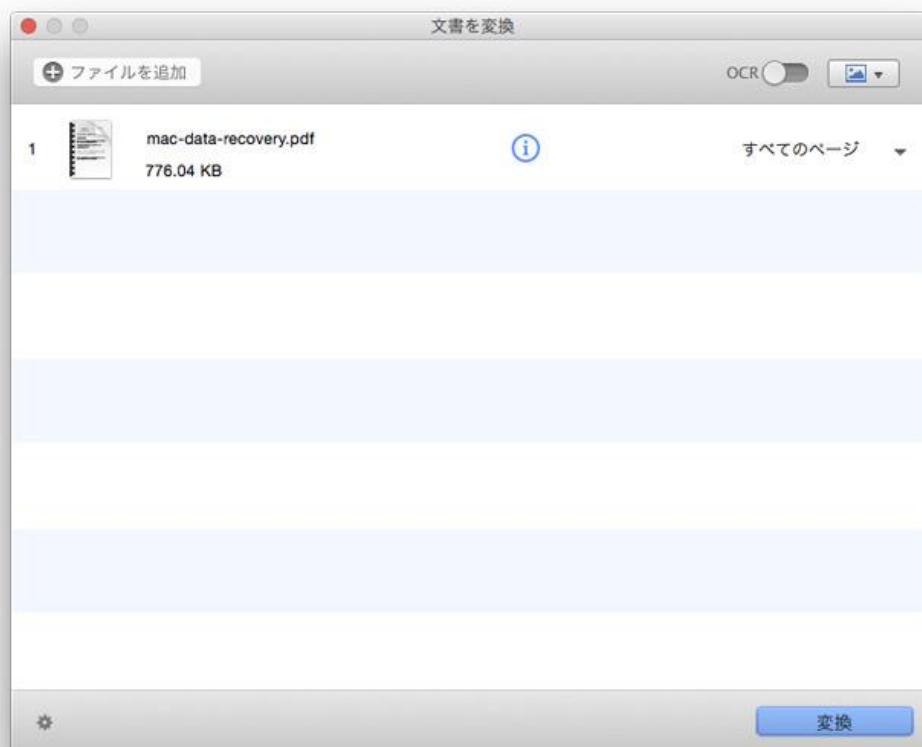 文書を変換
ファイルを追加
OCR
1
mac-data-recovery.pdf
776.04 KB
すべてのページ
変換